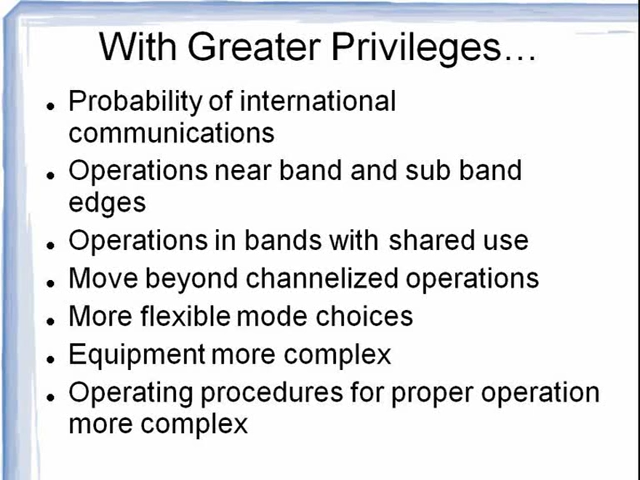 With Greater Privileges…
● Probability of international
communications
● Operations near band and sub band
edges
● Operations in bands with shared use
● Move beyond channelized operations
● More flexible mode choices
● Equipment more complex
● Operating procedures for proper operation
more complex